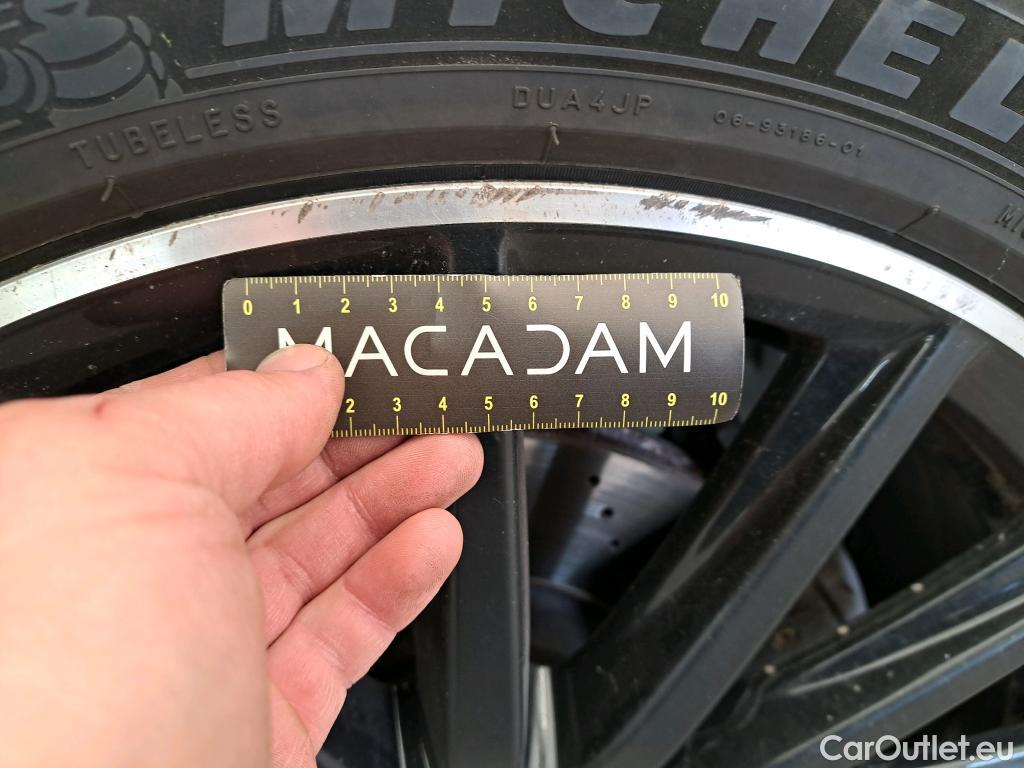 MICHEL
TUBELESS
DUA4JP
06-93186-01
0 1 2 3 4 5 6 7 8 9 10
MACADAM
2 3 4 5 6 7 8 9 10
CarOutlet.eu